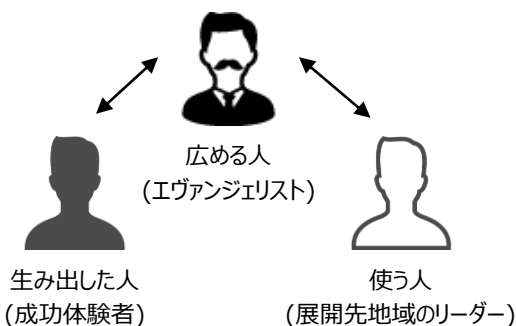 広める人
(エヴァンジェリスト)
生み出した人
(成功体験者)
使う人
(展開先地域のリーダー)